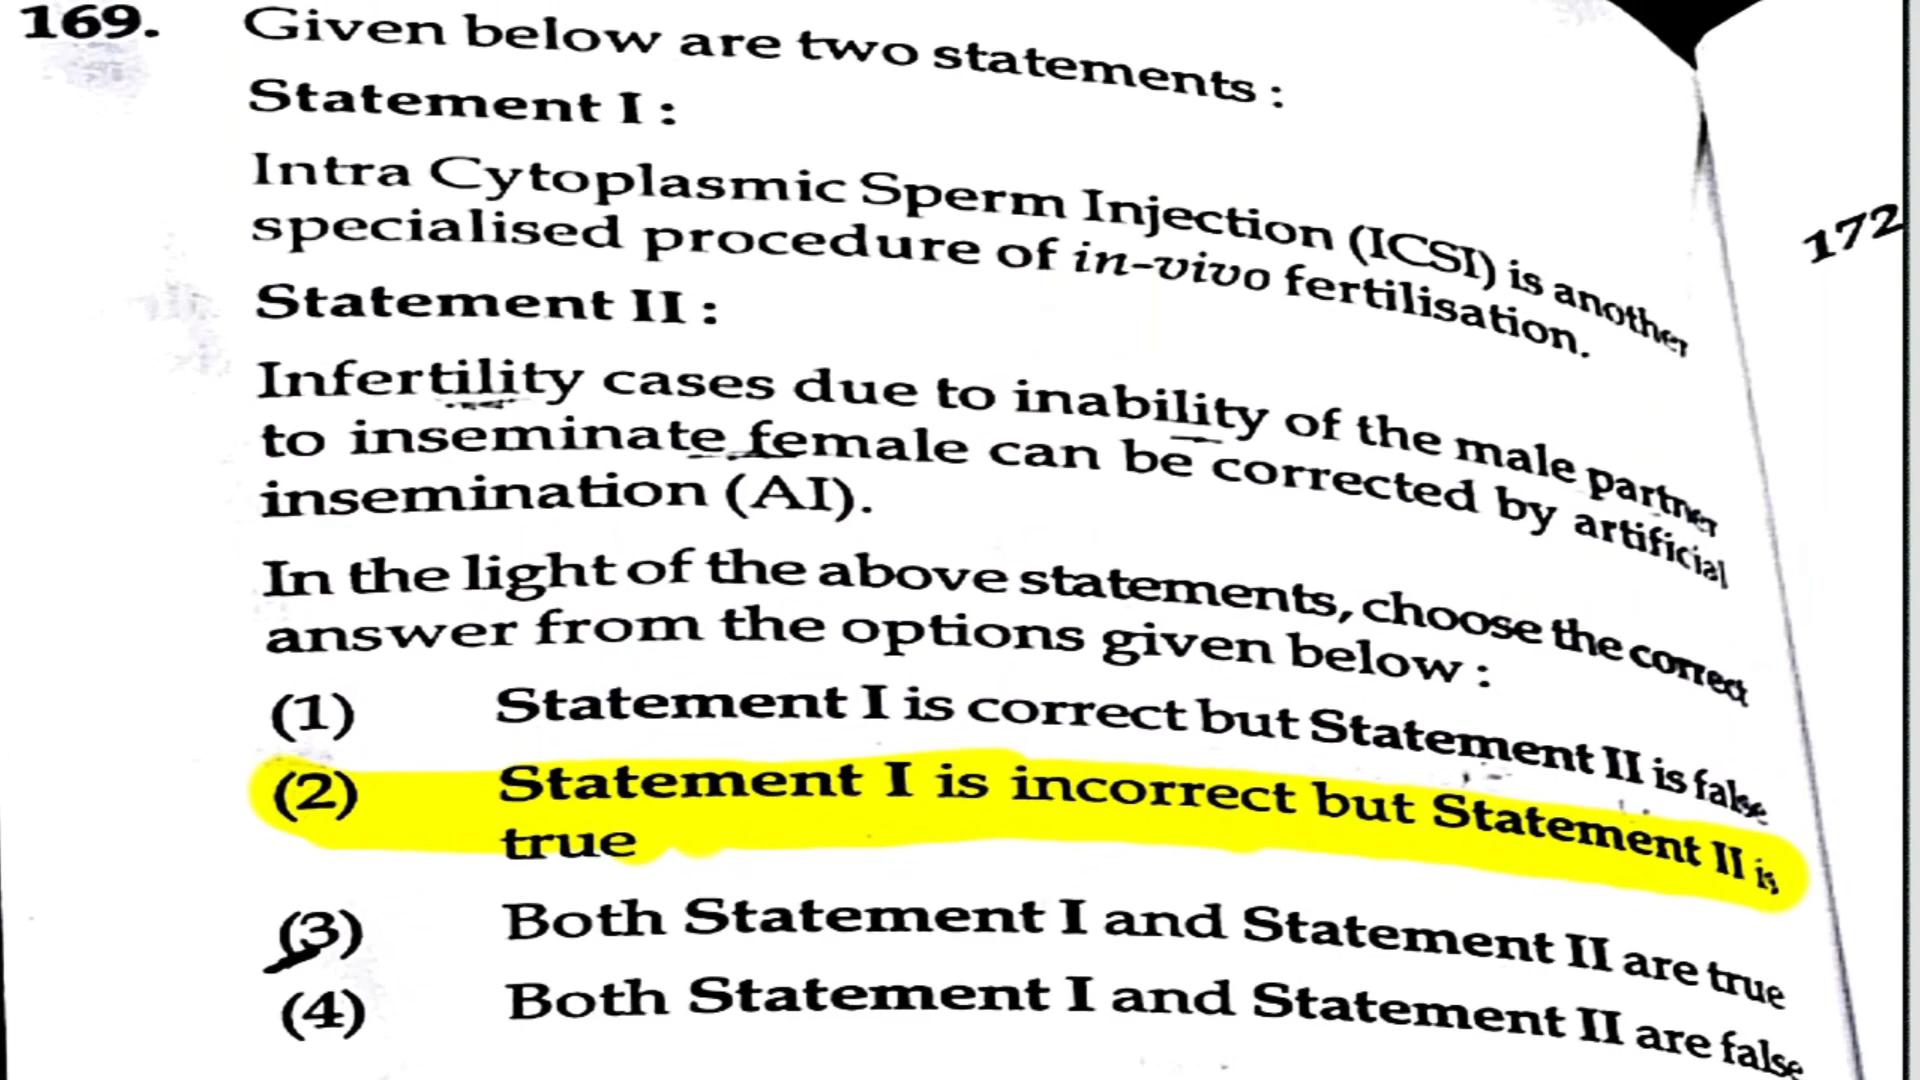 169. Given below are two statements :
Statement I :
Intra Cytoplasmic Sperm Injection (ICSI) is another
specialised procedure of in-vivo fertilisation.
Statement II :
Infertility cases due to inability of the male partner
to inseminate female can be corrected by artificial
insemination (AI).
In the light of the above statements, choose the correct
answer from the options given below :
(1) Statement I is correct but Statement II is false
(2) Statement I is incorrect but Statement II is
true
(3) Both Statement I and Statement II are true
(4) Both Statement I and Statement II are false
172